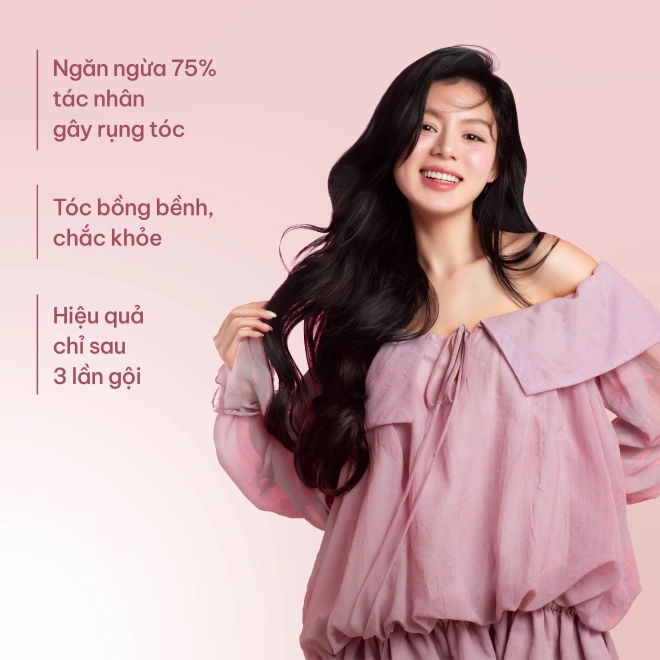 Ngăn ngừa 75%
tác nhân
gây rụng tóc
Tóc bồng bềnh,
chắc khỏe
Hiệu quả
chỉ sau
3 lần gội